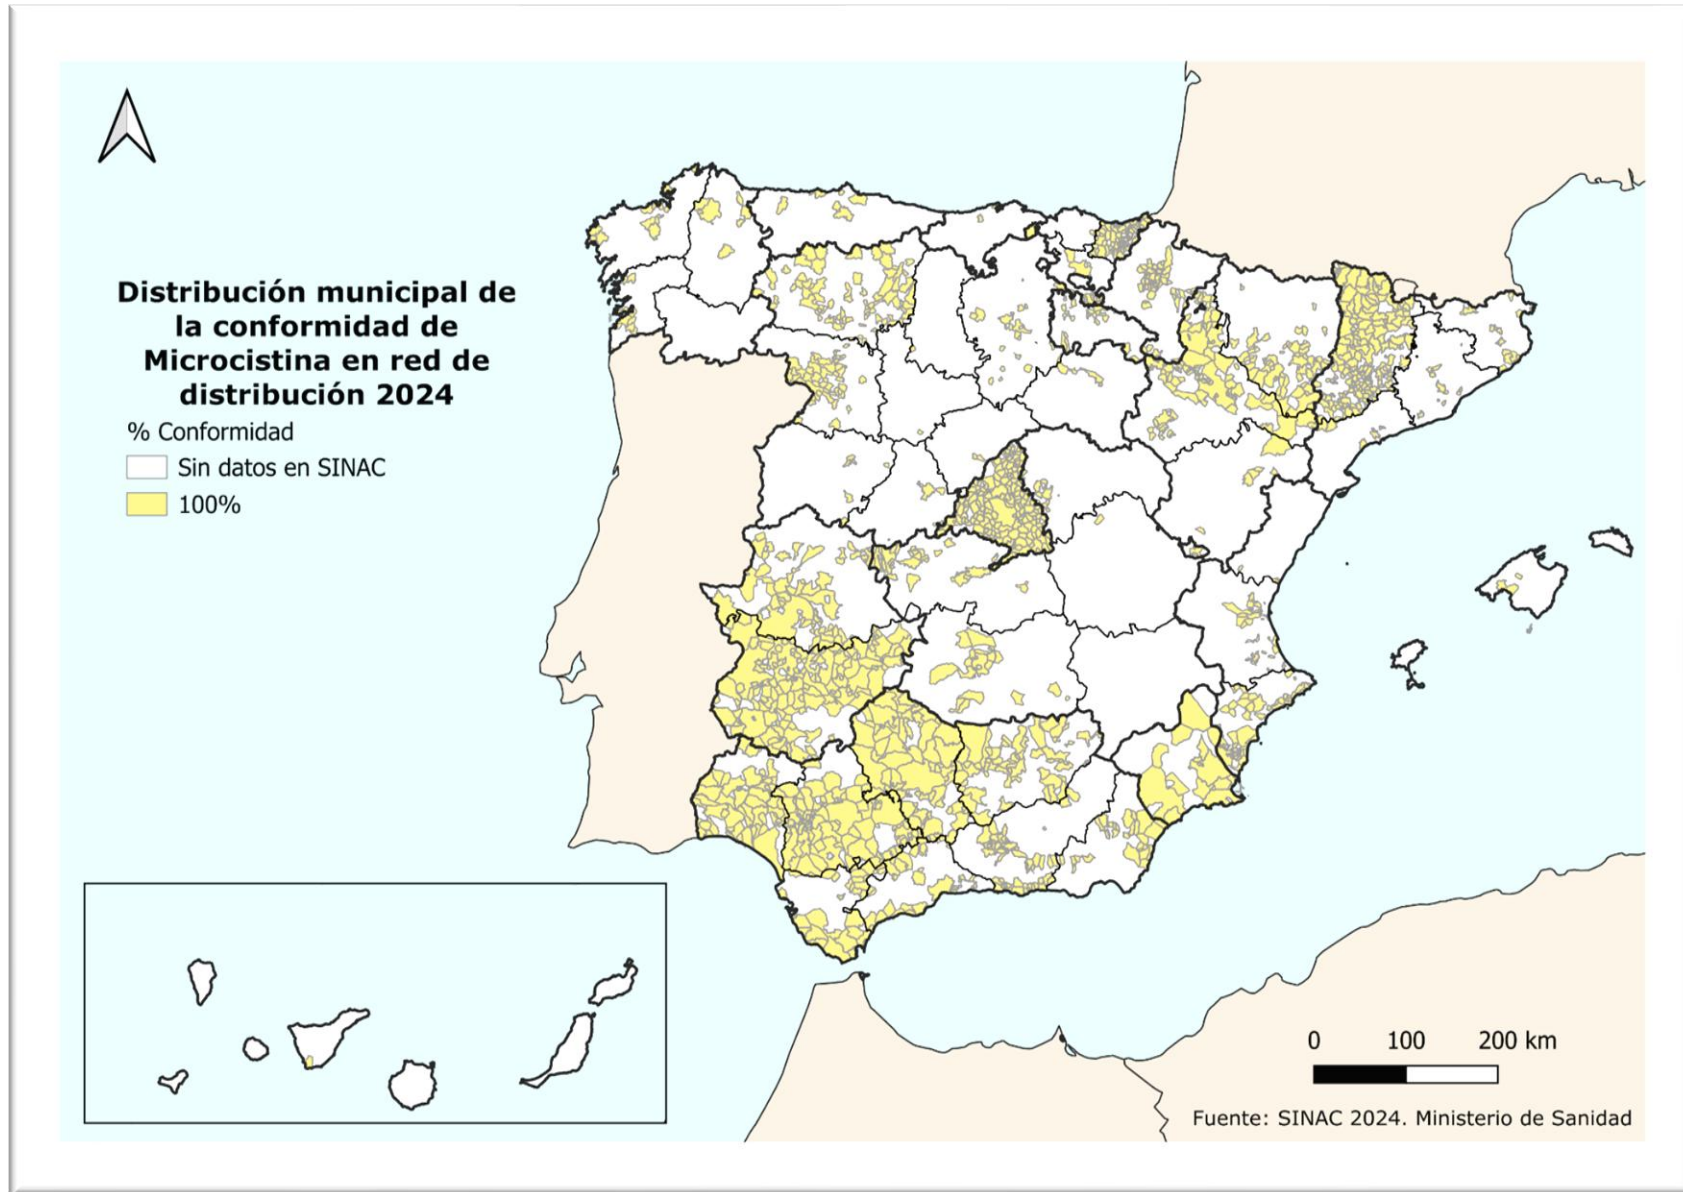 Distribución municipal de
la conformidad de
Microcistina en red de
distribución 2024
% Conformidad
Sin datos en SINAC
100%
0 100 200 km
Fuente: SINAC 2024. Ministerio de Sanidad